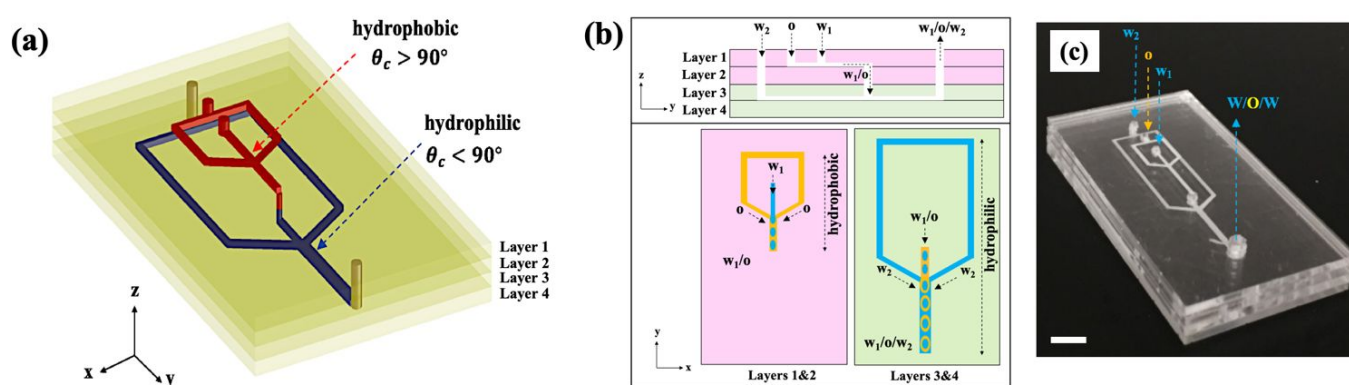 (a)
hydrophobic
θc > 90°
hydrophilic
θc < 90°
Layer 1
Layer 2
Layer 3
Layer 4
z
x
y
(b)
w₂ o w₁ w₁/o/w₂
Layer 1
Layer 2
Layer 3
Layer 4
w₁/o
z
y
w₁
o o
hydrophobic
w₁/o
w₁/o
w₂ w₂
hydrophilic
w₁/o/w₂
y
x
Layers 1&2
Layers 3&4
(c)
w₂
o
w₁
W/O/W